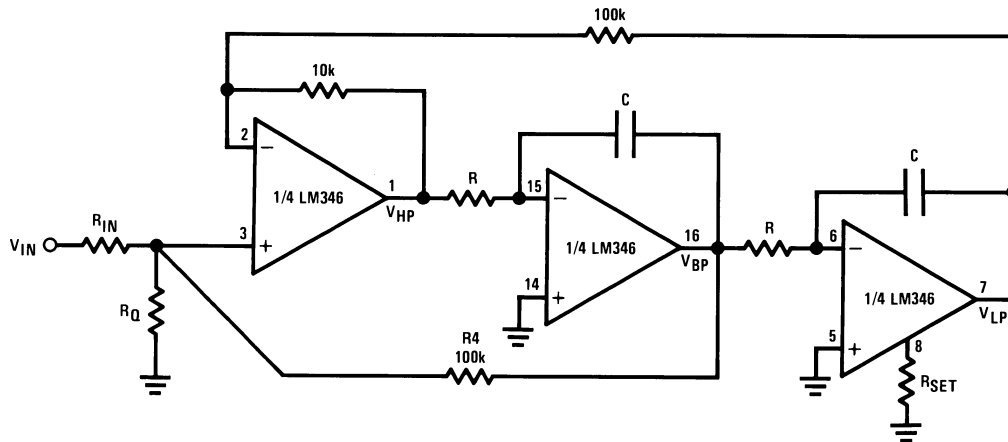 100k
10k
C
C
2
−
1/4 LM346
1
V_HP
R
15
−
1/4 LM346
16
V_BP
R
6
−
1/4 LM346
7
V_LP
V_IN
R_IN
3
+
14
+
5
+
8
R_Q
R4
100k
R_SET